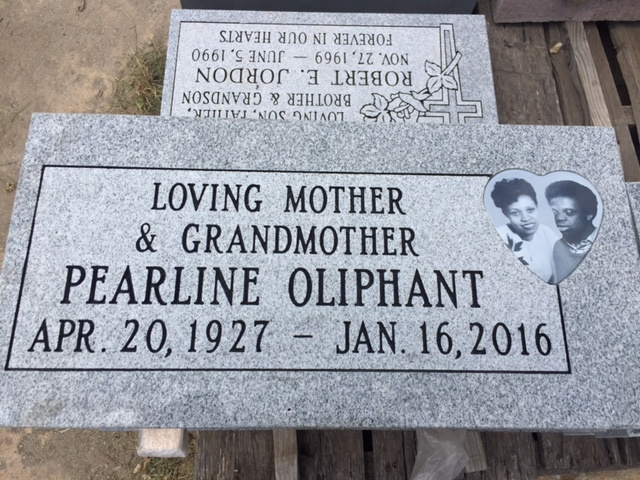 LOVING SON, FATHER,
BROTHER & GRANDSON
ROBERT E. JORDON
NOV. 27, 1969 — JUNE 5, 1990
FOREVER IN OUR HEARTS
LOVING MOTHER
& GRANDMOTHER
PEARLINE OLIPHANT
APR. 20, 1927 — JAN. 16, 2016